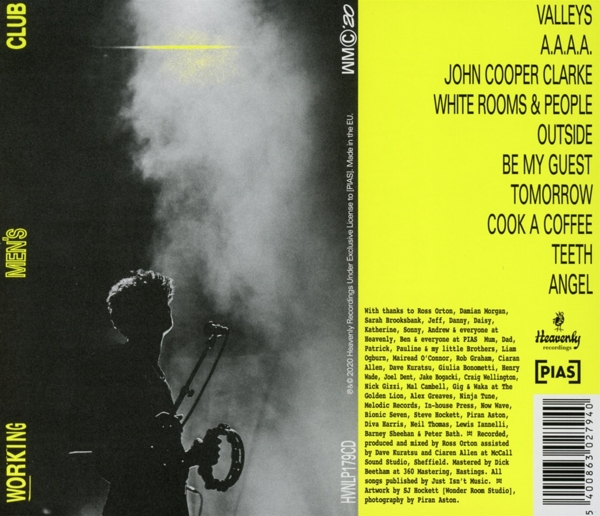 WORKING
MEN'S
CLUB
WMC'20
℗&© 2020 Heavenly Recordings Under Exclusive License to [PIAS]. Made in the EU.
HVNLP179CD
VALLEYS
A.A.A.A.
JOHN COOPER CLARKE
WHITE ROOMS & PEOPLE
OUTSIDE
BE MY GUEST
TOMORROW
COOK A COFFEE
TEETH
ANGEL
With thanks to Ross Orton, Damian Morgan,
Sarah Brooksbank, Jeff, Danny, Daisy,
Katherine, Sonny, Andrew & everyone at
Heavenly, Ben & everyone at PIAS Mum, Dad,
Patrick, Pauline & my little Brothers, Liam
Ogburn, Mairead O'Connor, Rob Graham, Ciaran
Allen, Dave Kuratsu, Giulia Bonometti, Henry
Wade, Joel Dent, Jake Bogacki, Craig Wellington,
Nick Gizzi, Mal Cambell, Gig & Waka at The
Golden Lion, Alex Greaves, Ninja Tune,
Melodic Records, In-house Press, Now Wave,
Bionic Seven, Stocky Heaton, Piran Aston,
Diva Harris, Neil Thomas, Lewis Iannelli,
Barney Sheehan & Peter Bath. Recorded,
produced and mixed by Ross Orton assisted
by Dave Kuratsu and Ciaren Allen at McCall
Sound Studio, Sheffield. Mastered by Dick
Beetham at 360 Mastering, Hastings. All
songs published by Just Isn't Music.
Artwork by SJ Hockett [Wonder Room Studio],
photography by Piran Aston.
Heavenly
recordings
[PIAS]
5 400863 027940